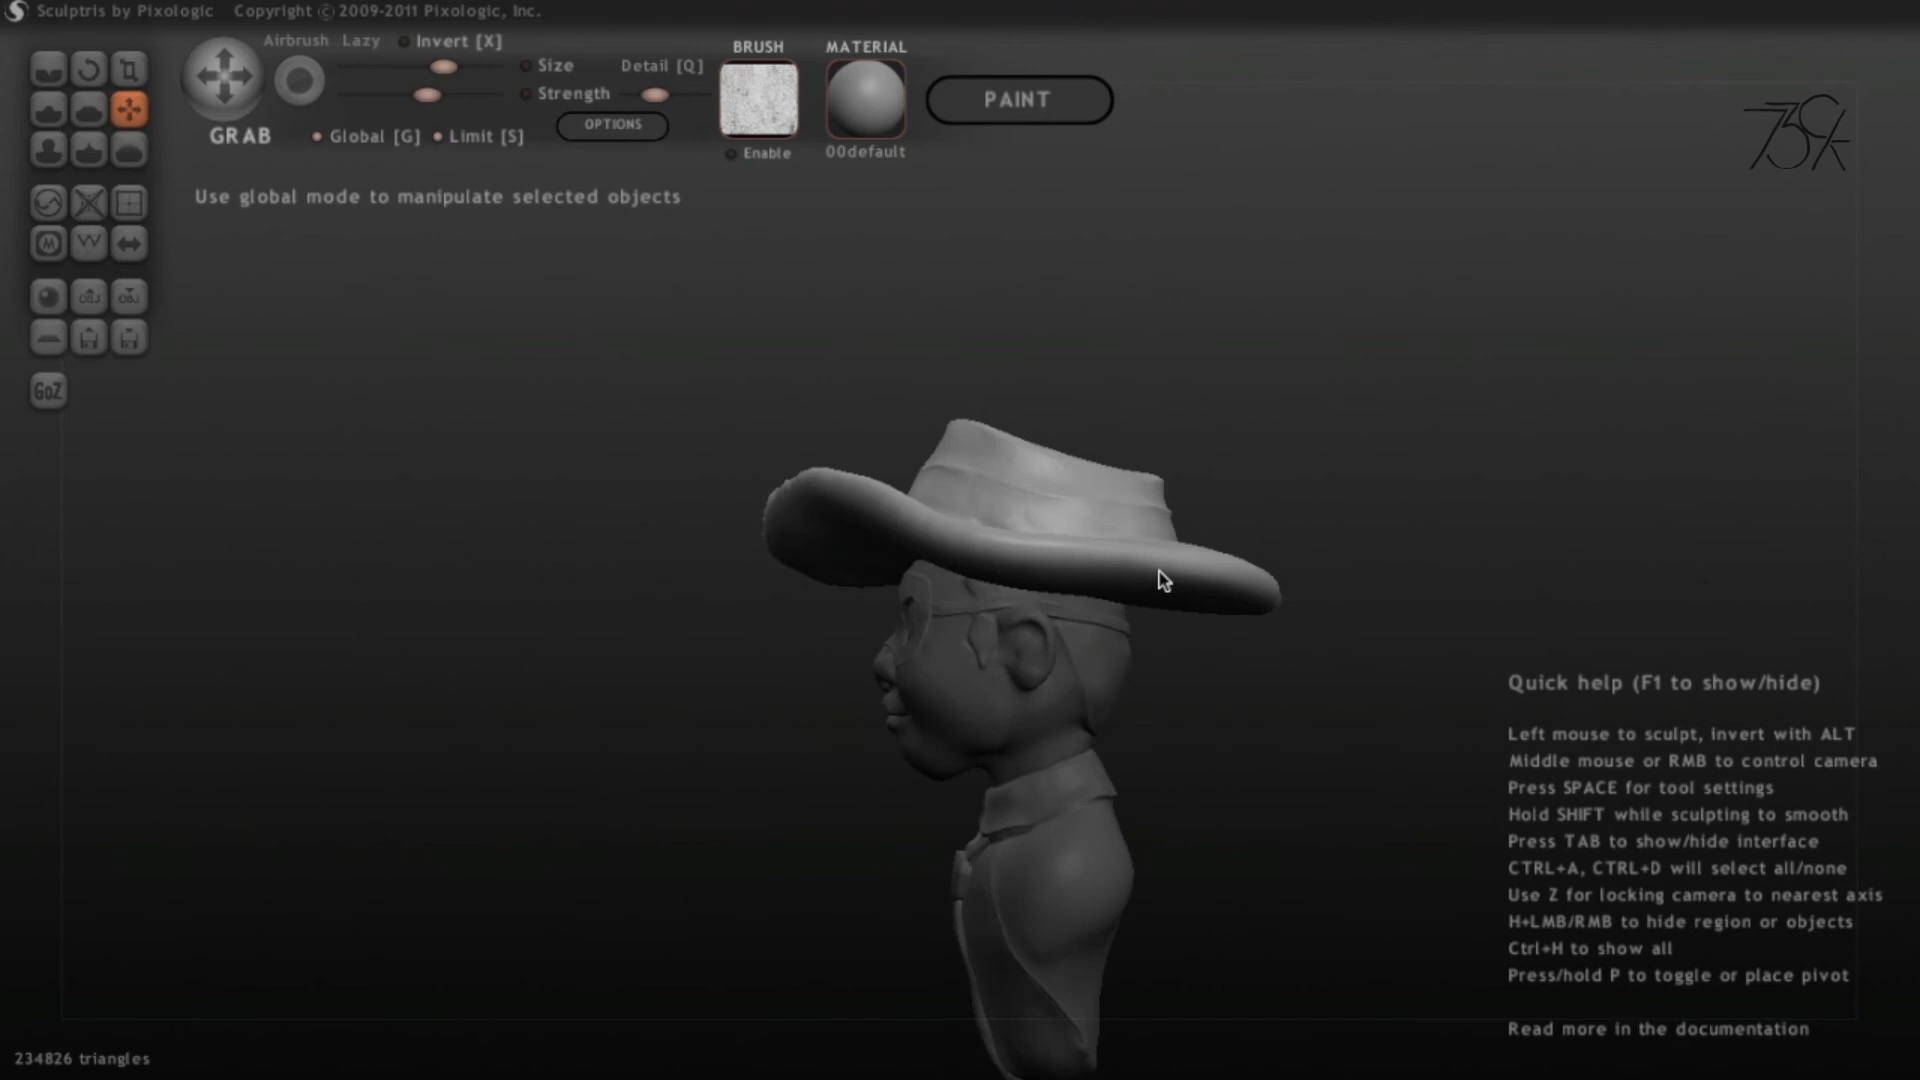 Sculptris by Pixologic Copyright © 2009-2011 Pixologic, Inc.
Airbrush Lazy Invert [X]
Size Detail [Q]
Strength
GRAB Global [G] Limit [S] OPTIONS
BRUSH
Enable
MATERIAL
00default
PAINT
Use global mode to manipulate selected objects
OBJ OBJ
GoZ
Quick help (F1 to show/hide)
Left mouse to sculpt, invert with ALT
Middle mouse or RMB to control camera
Press SPACE for tool settings
Hold SHIFT while sculpting to smooth
Press TAB to show/hide interface
CTRL+A, CTRL+D will select all/none
Use Z for locking camera to nearest axis
H+LMB/RMB to hide region or objects
Ctrl+H to show all
Press/hold P to toggle or place pivot
Read more in the documentation
234826 triangles